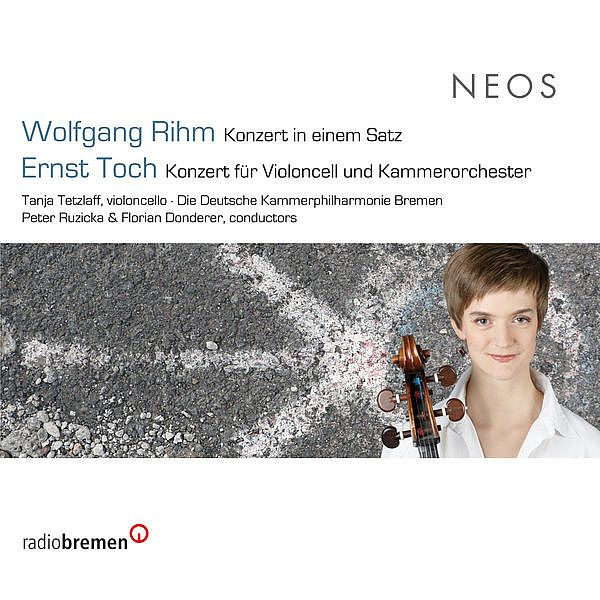 NEOS
Wolfgang Rihm Konzert in einem Satz
Ernst Toch Konzert für Violoncell und Kammerorchester
Tanja Tetzlaff, violoncello · Die Deutsche Kammerphilharmonie Bremen
Peter Ruzicka & Florian Donderer, conductors
radiobremen